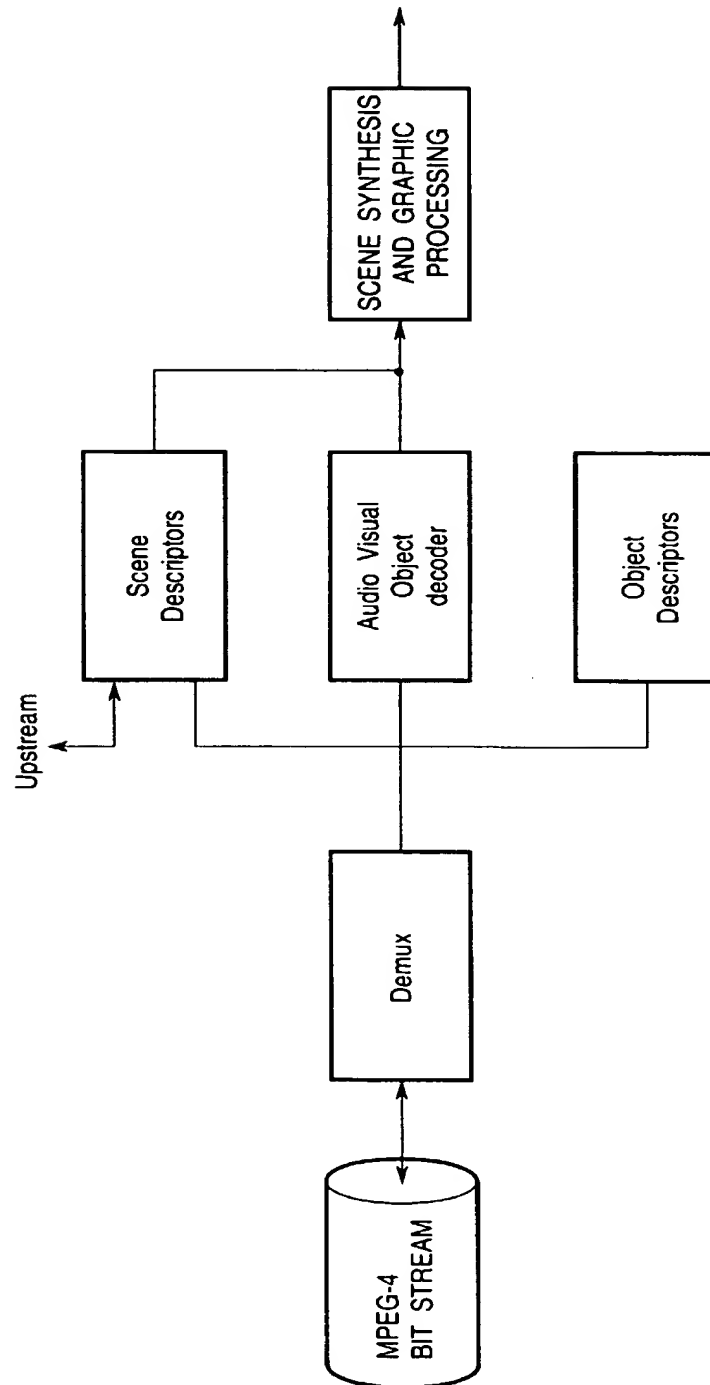 Upstream
MPEG-4
BIT STREAM
Demux
Scene
Descriptors
Audio Visual
Object
decoder
Object
Descriptors
SCENE SYNTHESIS
AND GRAPHIC
PROCESSING